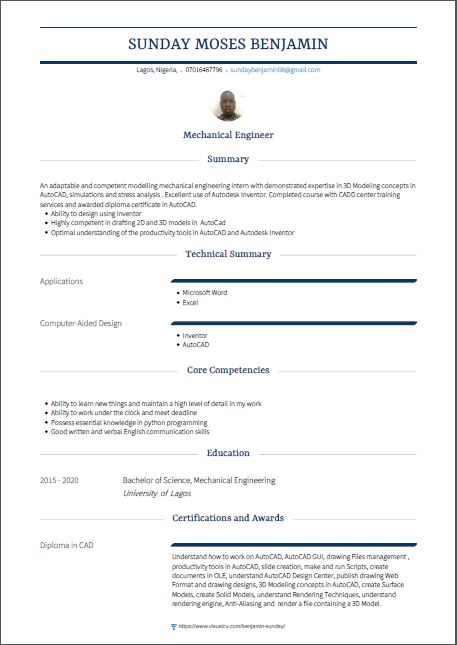 SUNDAY MOSES BENJAMIN
Lagos, Nigeria, 07016487796 sundaybenjamin08@gmail.com
Mechanical Engineer
Summary
An adaptable and competent modelling mechanical engineering intern with demonstrated expertise in 3D Modeling concepts in
AutoCAD, simulations and stress analysis . Excellent use of Autodesk Inventor. Completed course with CADD center training
services and awarded diploma certificate in AutoCAD.
• Ability to design using Inventor
• Highly competent in drafting 2D and 3D models in AutoCad
• Optimal understanding of the productivity tools in AutoCAD and Autodesk Inventor
Technical Summary
Applications
• Microsoft Word
• Excel
Computer-Aided Design
• Inventor
• AutoCAD
Core Competencies
• Ability to learn new things and maintain a high level of detail in my work
• Ability to work under the clock and meet deadline
• Possess essential knowledge in python programming
• Good written and verbal English communication skills
Education
2015 - 2020 Bachelor of Science, Mechanical Engineering
University of Lagos
Certifications and Awards
Diploma in CAD
Understand how to work on AutoCAD, AutoCAD GUI, drawing Files management ,
productivity tools in AutoCAD, slide creation, make and run Scripts, create
documents in OLE, understand AutoCAD Design Center, publish drawing Web
Format and drawing designs, 3D Modeling concepts in AutoCAD, create Surface
Models, create Solid Models, understand Rendering Techniques, understand
rendering engine, Anti-Aliasing and render a file containing a 3D Model.
https://www.visualcv.com/benjamin-sunday/